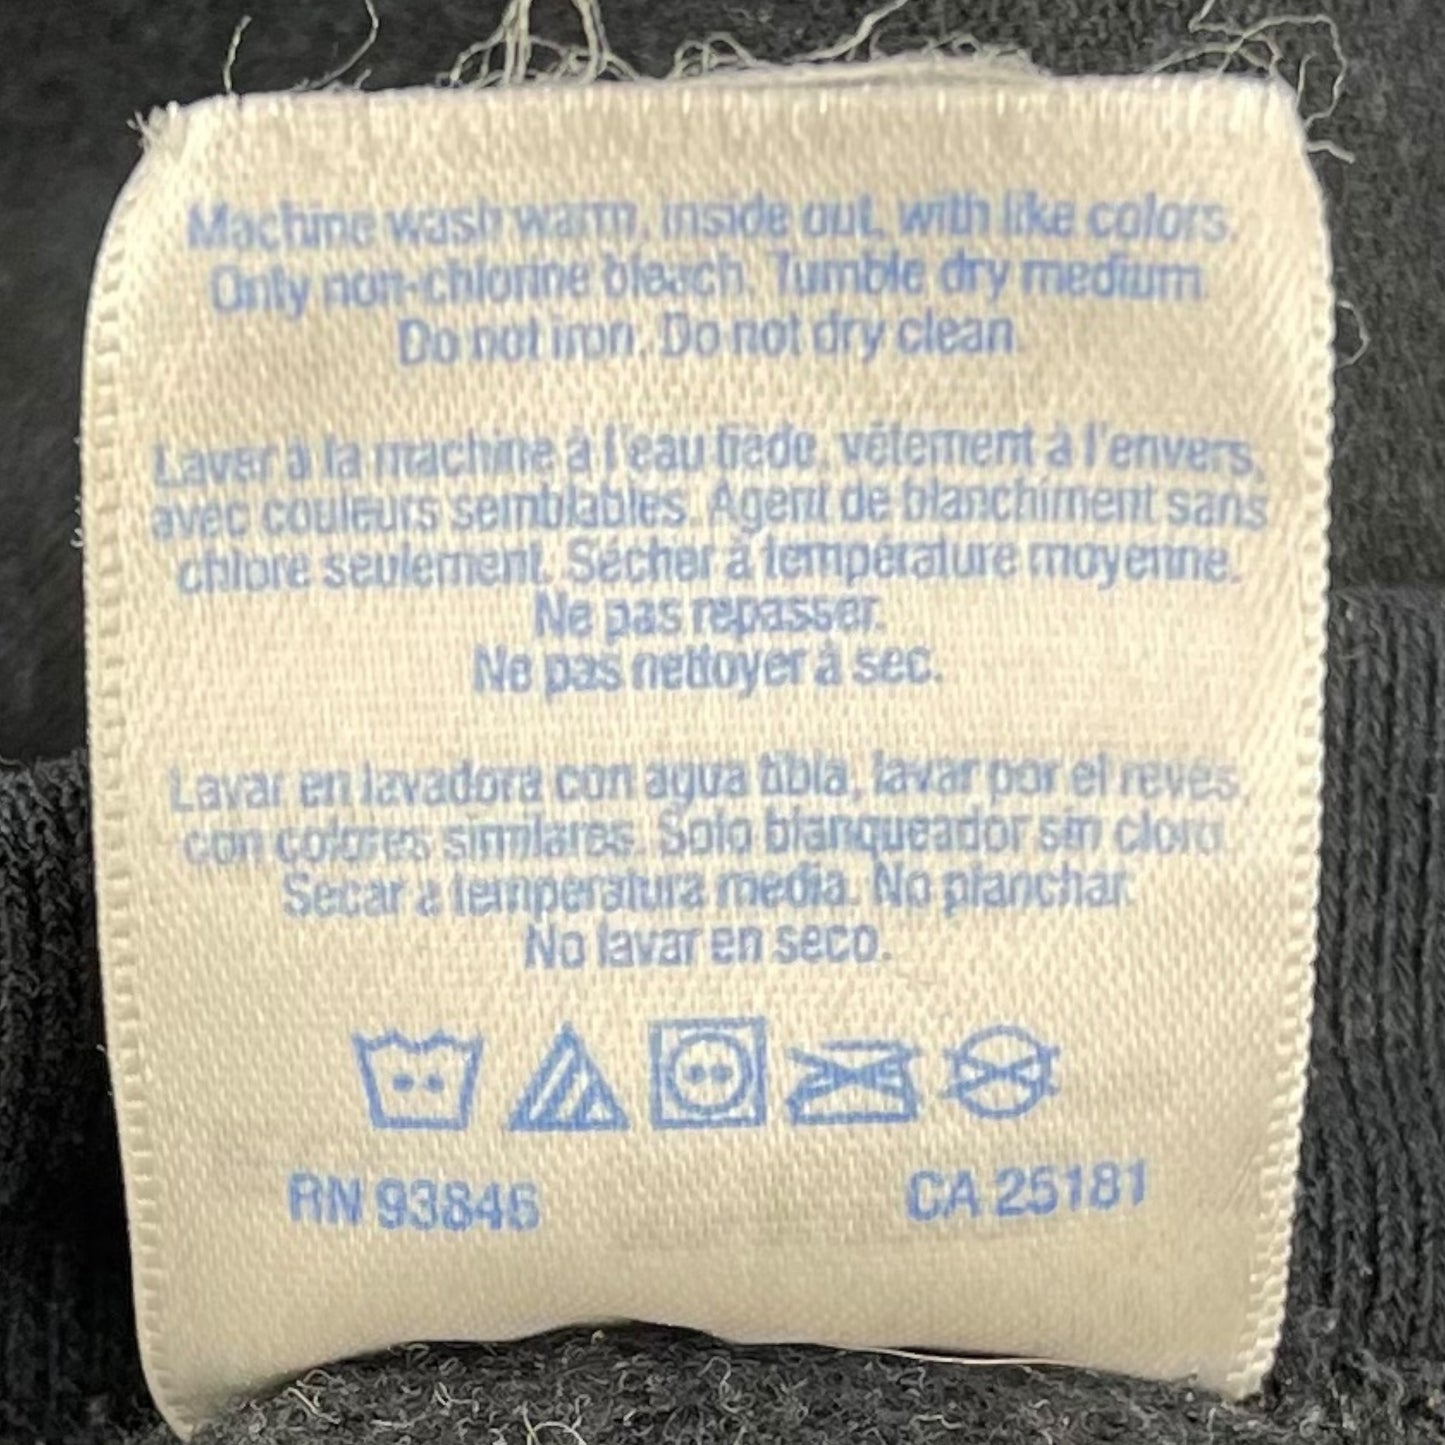 Machine wash warm, inside out, with like colors.
Only non-chlorine bleach. Tumble dry medium.
Do not iron. Do not dry clean.
Laver à la machine à l'eau tiède, vêtement à l'envers,
avec couleurs semblables. Agent de blanchiment sans
chlore seulement. Sécher à température moyenne.
Ne pas repasser.
Ne pas nettoyer à sec.
Lavar en lavadora con agua tibia, lavar por el revés,
con colores similares. Solo blanqueador sin cloro.
Secar a temperatura media. No planchar.
No lavar en seco.
RN 93846 CA 25181